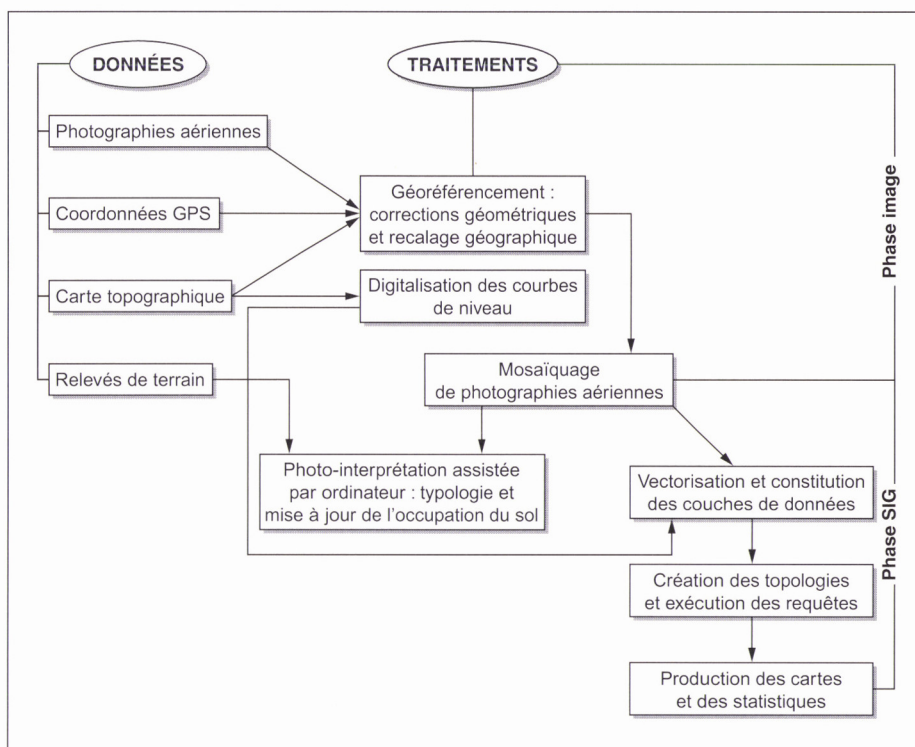 DONNÉES
TRAITEMENTS
Photographies aériennes
Coordonnées GPS
Carte topographique
Relevés de terrain
Géoréférencement :
corrections géométriques
et recalage géographique
Digitalisation des courbes
de niveau
Mosaïquage
de photographies aériennes
Photo-interprétation assistée
par ordinateur : typologie et
mise à jour de l'occupation du sol
Vectorisation et constitution
des couches de données
Création des topologies
et exécution des requêtes
Production des cartes
et des statistiques
Phase image
Phase SIG